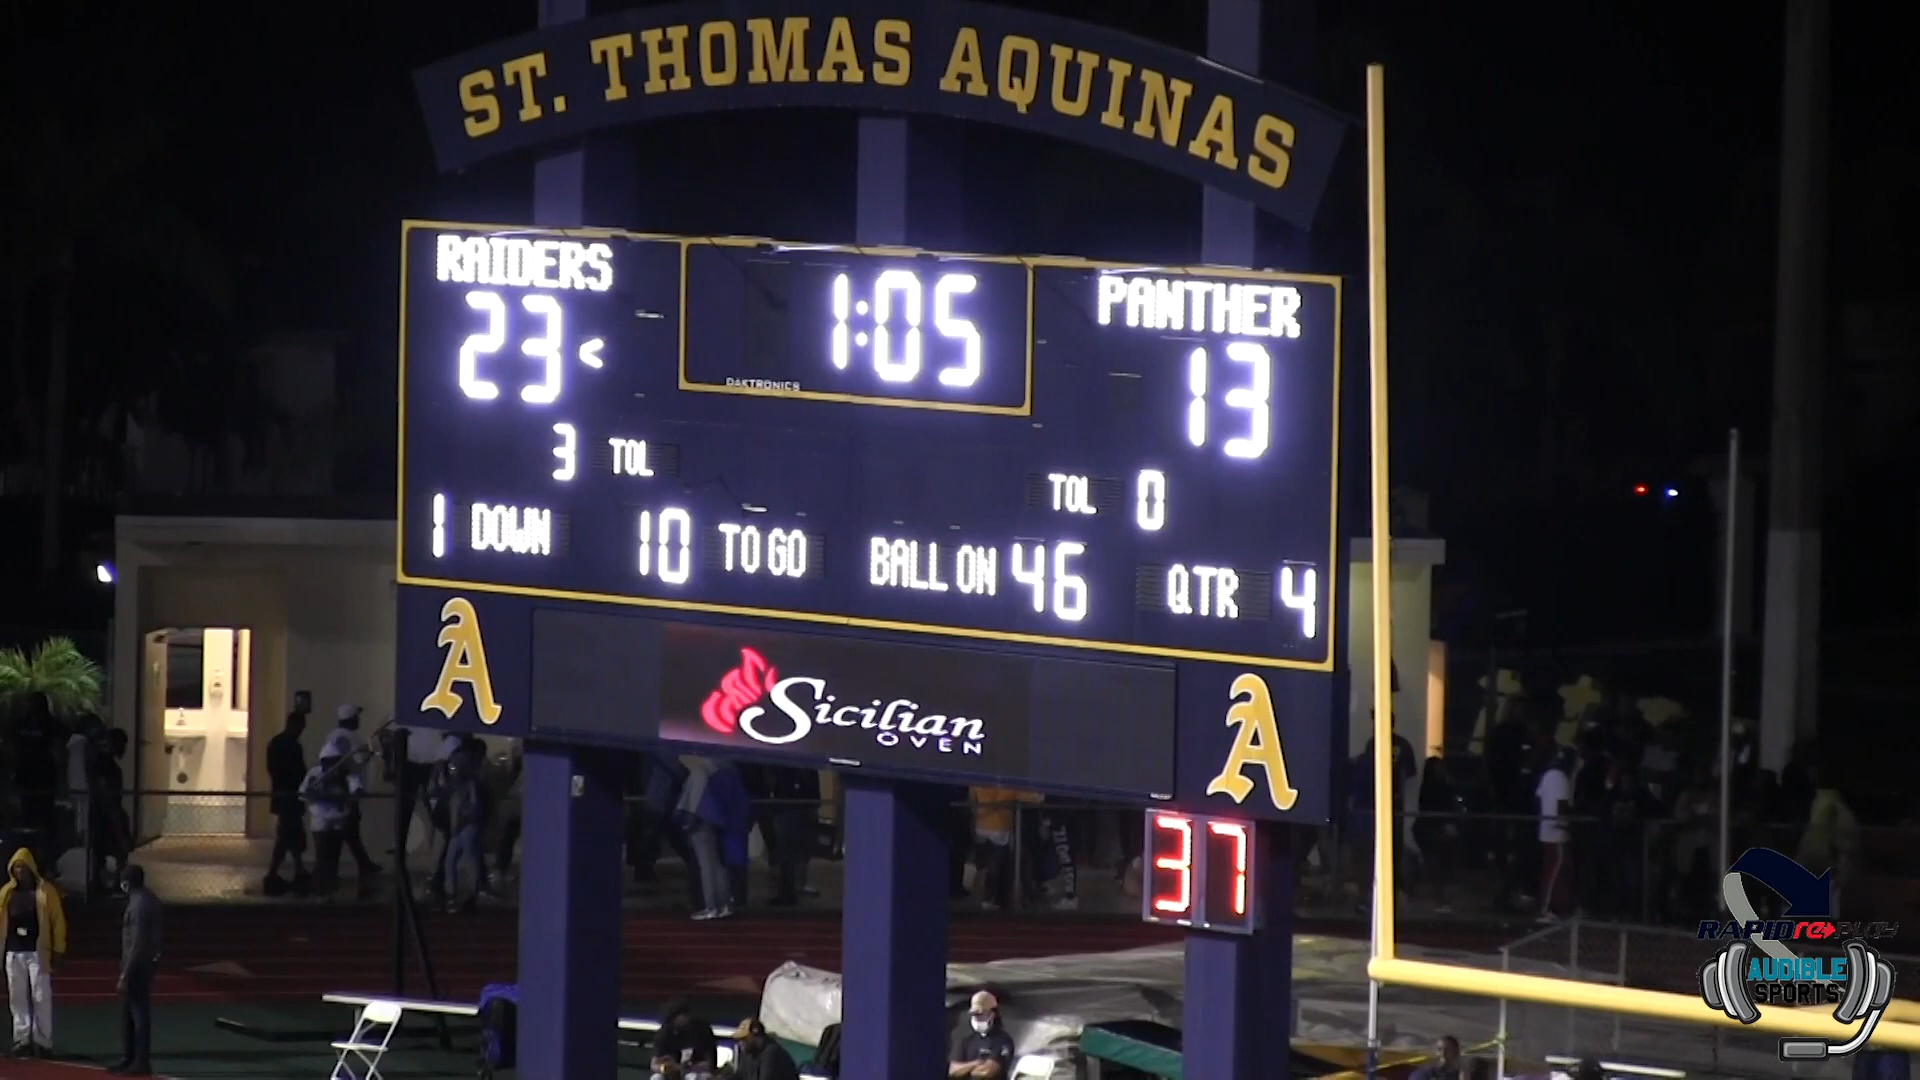 ST. THOMAS AQUINAS
RAIDERS
1:05
PANTHER
23 <
13
DAKTRONICS
3 TOL
TOL 0
1 DOWN 10 TO GO BALL ON 46 QTR 4
A
Sicilian
OVEN
A
37
RAPID rePLAY
AUDIBLE
SPORTS